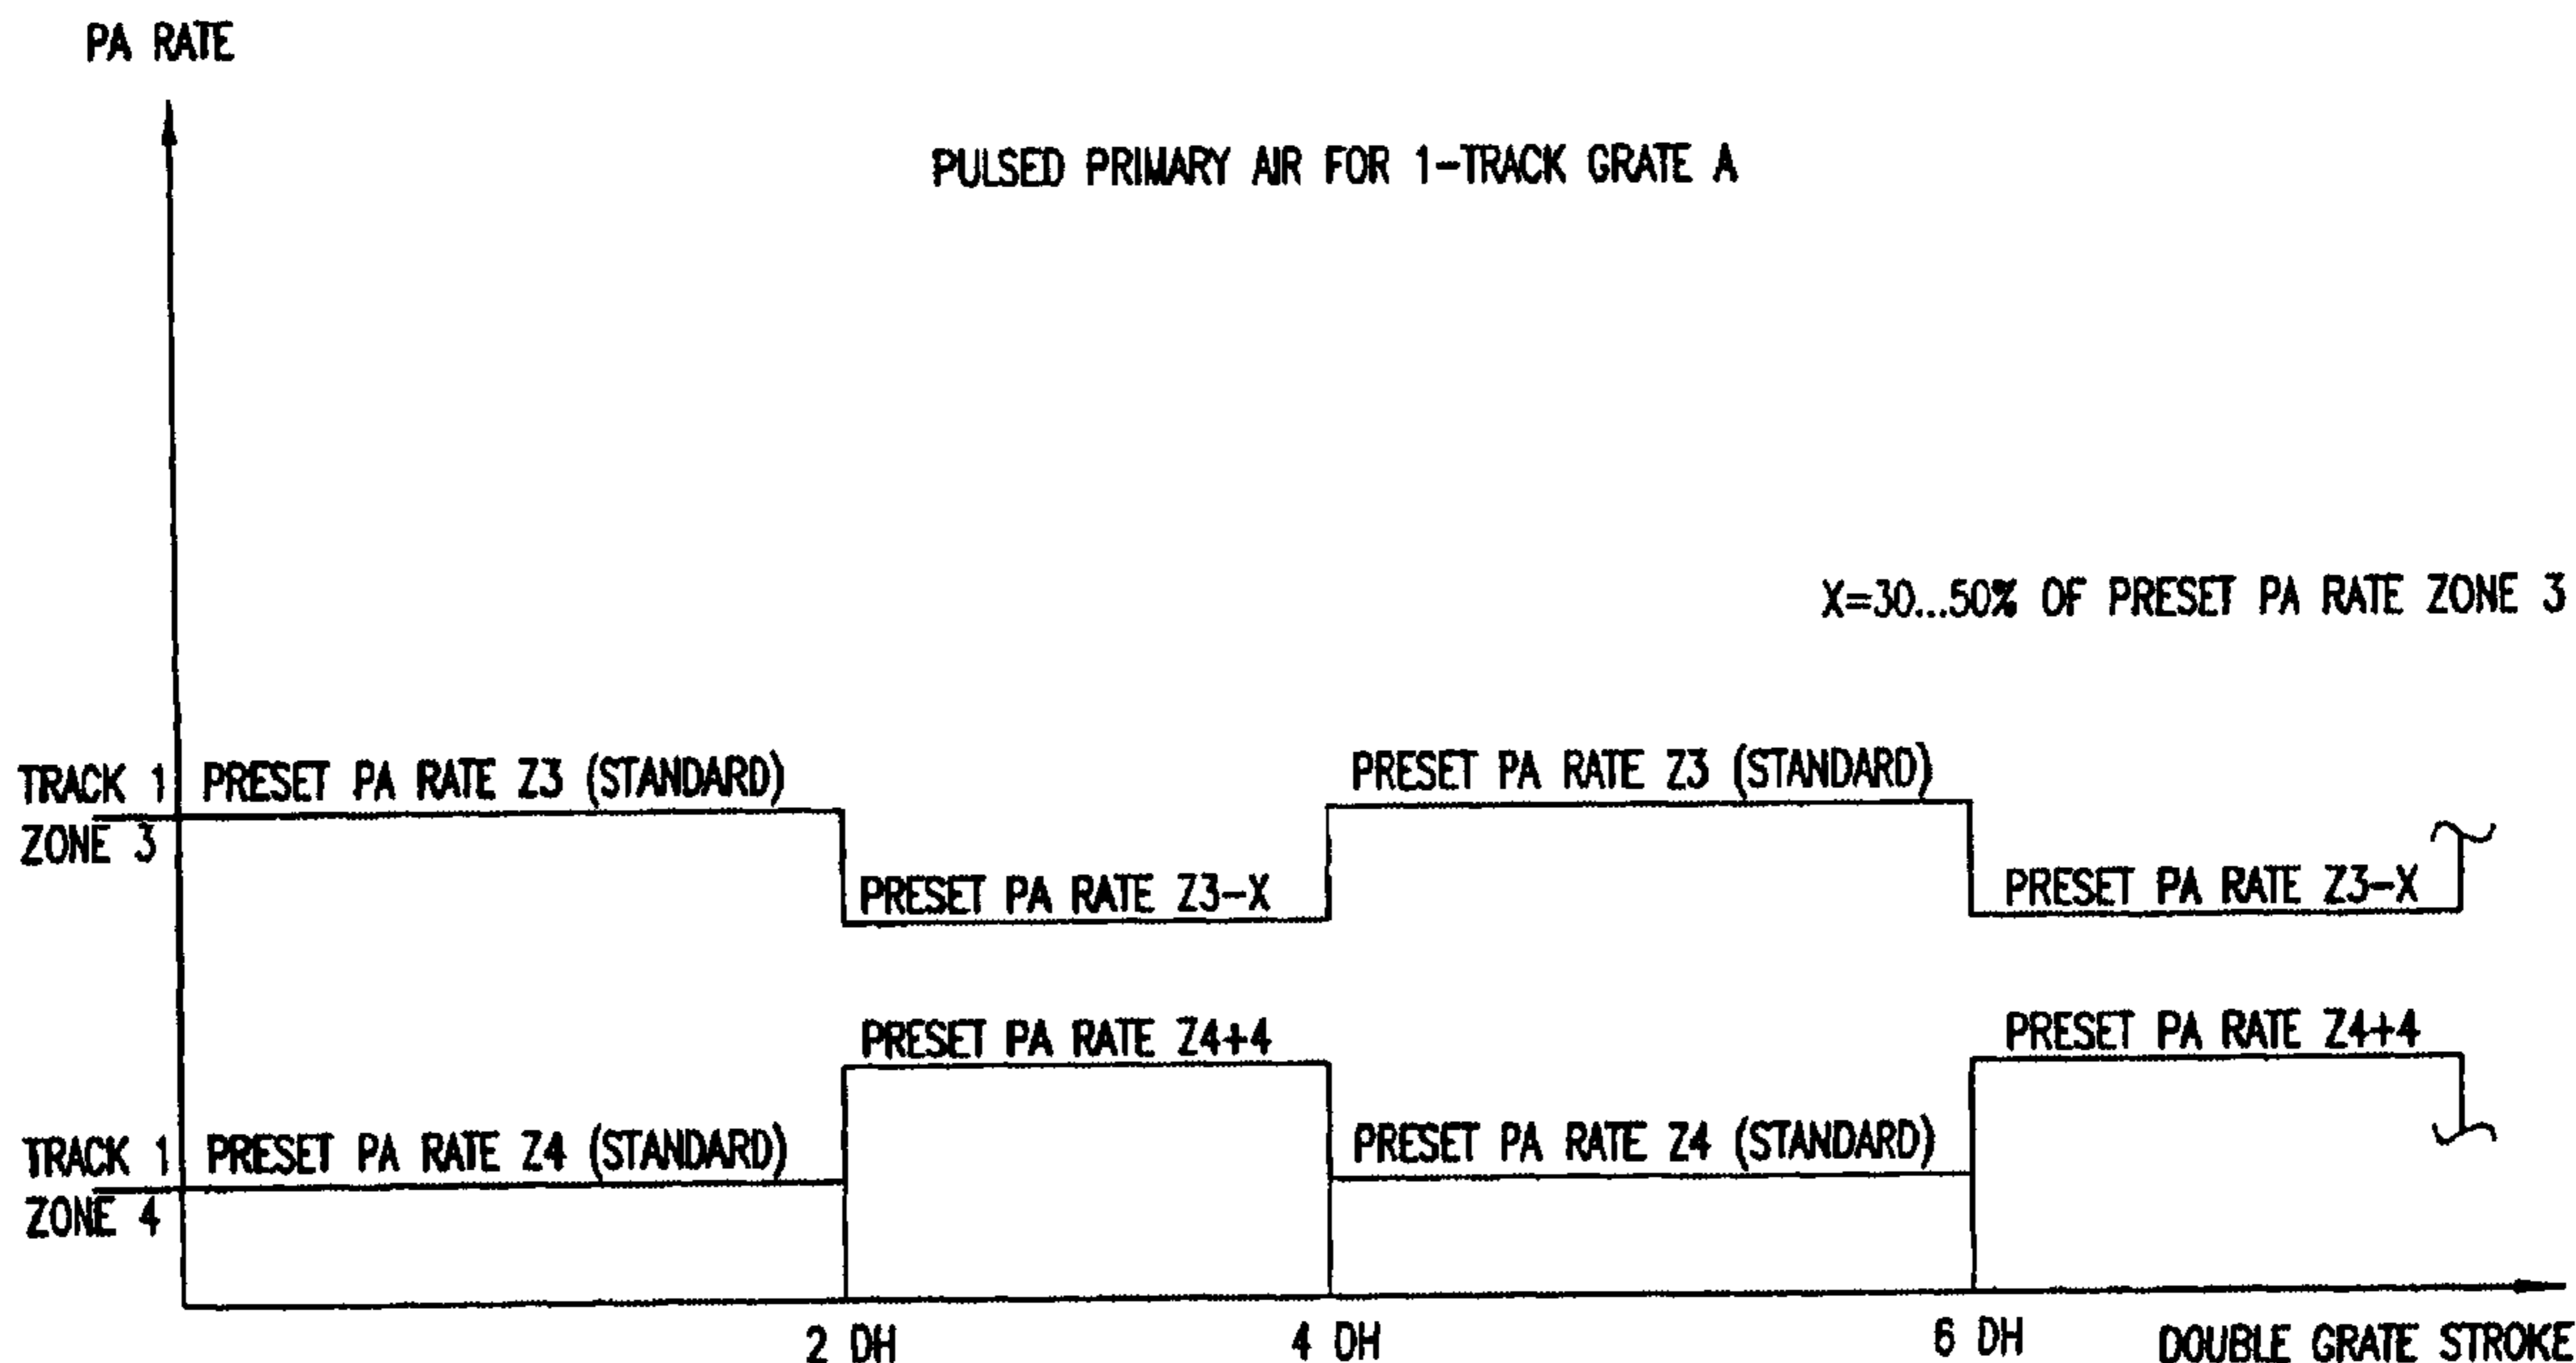 PA RATE
PULSED PRIMARY AIR FOR 1-TRACK GRATE A
X=30...50% OF PRESET PA RATE ZONE 3
TRACK 1
ZONE 3
PRESET PA RATE Z3 (STANDARD)
PRESET PA RATE Z3-X
PRESET PA RATE Z3 (STANDARD)
PRESET PA RATE Z3-X
TRACK 1
ZONE 4
PRESET PA RATE Z4 (STANDARD)
PRESET PA RATE Z4+4
PRESET PA RATE Z4 (STANDARD)
PRESET PA RATE Z4+4
2 DH
4 DH
6 DH
DOUBLE GRATE STROKE